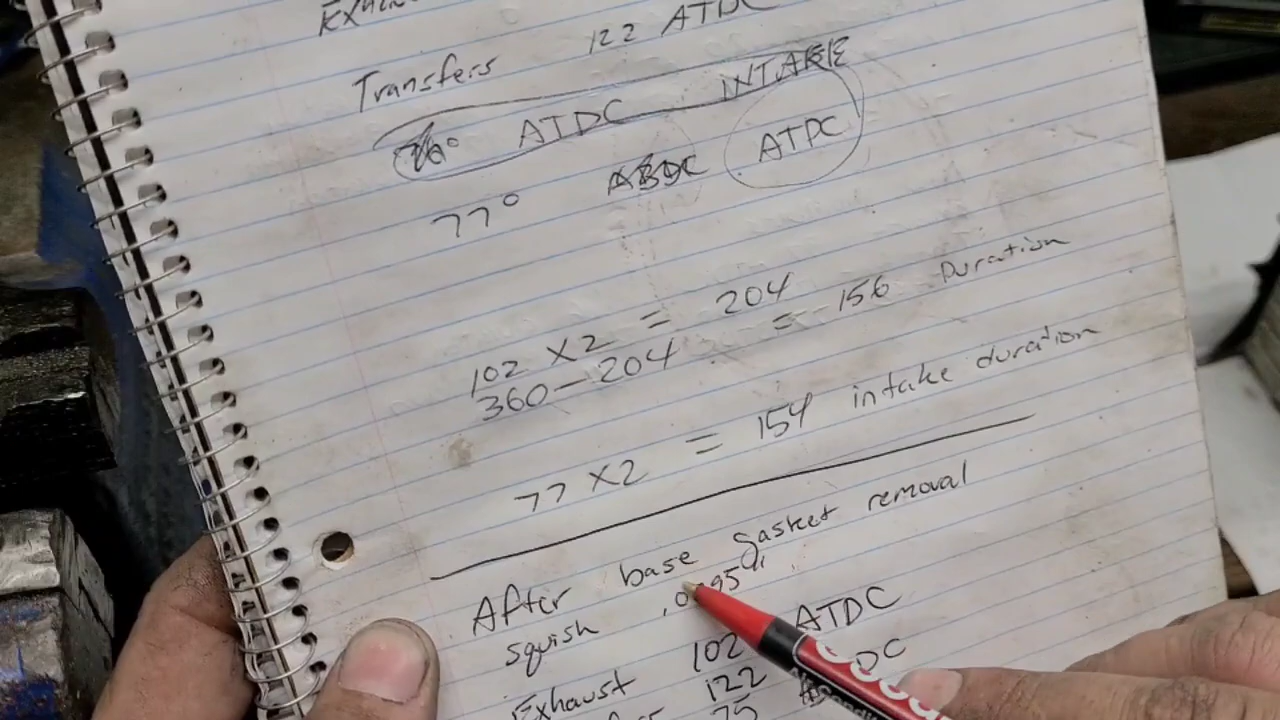 Transfers 122 ATDC
ATDC INTAKE
77° ATDC
102 X2 = 204
360-204 = 156 Duration
77 X2 = 154 intake duration
After base gasket removal
squish
Exhaust 102 ATDC
122
75